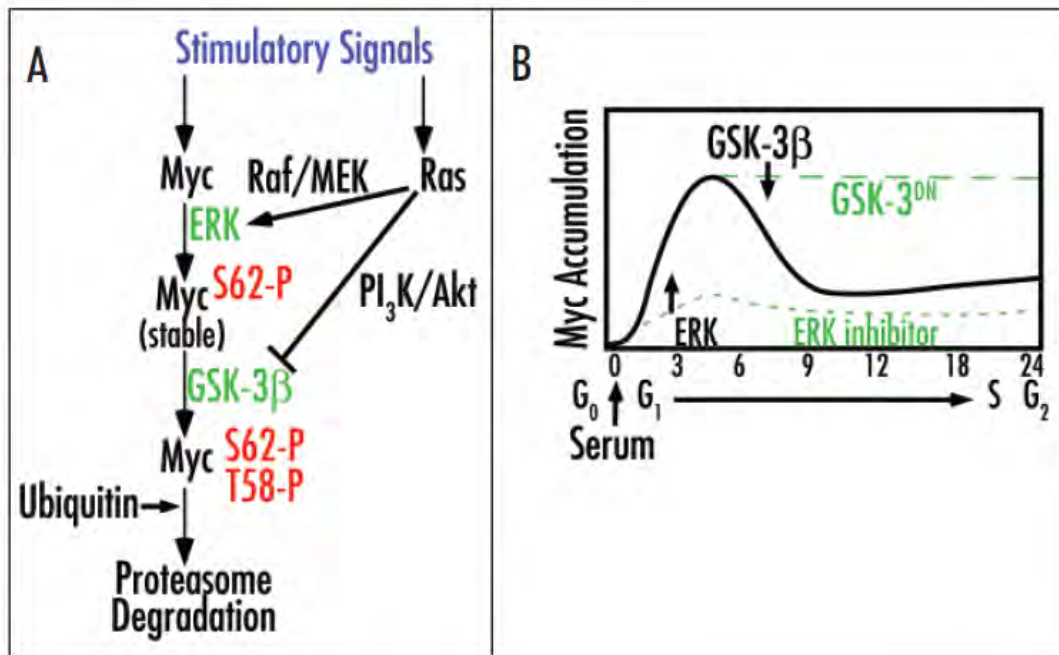 A
Stimulatory Signals
Myc
Raf/MEK
Ras
ERK
Myc S62-P
(stable)
PI₃K/Akt
GSK-3β
Myc S62-P
T58-P
Ubiquitin
Proteasome
Degradation
B
Myc Accumulation
GSK-3β
GSK-3ᴰᴺ
ERK
ERK inhibitor
0 3 6 9 12 18 24
G₀ G₁ S G₂
Serum